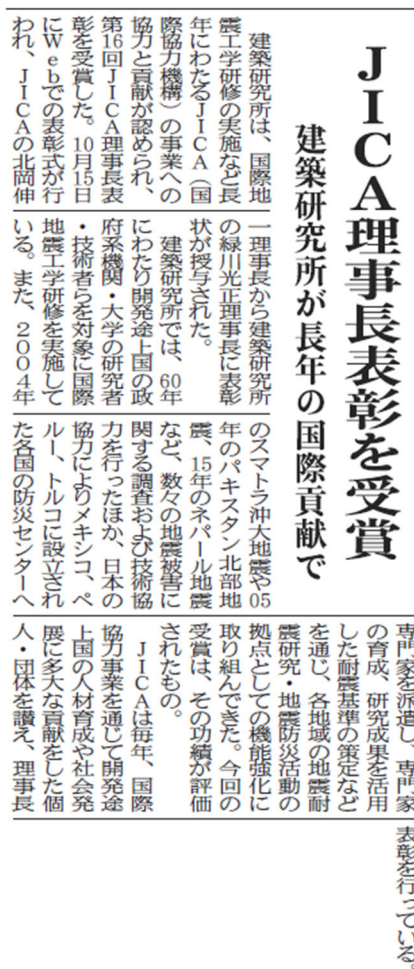 JICA理事長表彰を受賞
建築研究所が長年の国際貢献で
建築研究所は、国際地
震工学研修の実施など長
年にわたるJICA（国
際協力機構）の事業への
協力と貢献が認められ、
第16回JICA理事長表
彰を受賞した。10月15日
にWebでの表彰式が行
われ、JICAの北岡伸
一理事長から建築研究所
の緑川光正理事長に表彰
状が授与された。
建築研究所では、60年
にわたり開発途上国の政
府系機関・大学の研究者
・技術者らを対象に国際
地震工学研修を実施して
いる。また、2004年
のスマトラ沖大地震や05
年のパキスタン北部地
震、15年のネパール地震
など、数々の地震被害に
関する調査および技術協
力を行ったほか、日本の
協力によりメキシコ、ペ
ルー、トルコに設立され
た各国の防災センターへ
専門家を派遣し、専門家
の育成、研究成果を活用
した耐震基準の策定など
を通じ、各地域の地震耐
震研究・地震防災活動の
拠点としての機能強化に
取り組んできた。今回の
受賞は、その功績が評価
されたもの。
JICAは毎年、国際
協力事業を通じて開発途
上国の人材育成や社会発
展に多大な貢献をした個
人・団体を讃え、理事長
表彰を行っている。